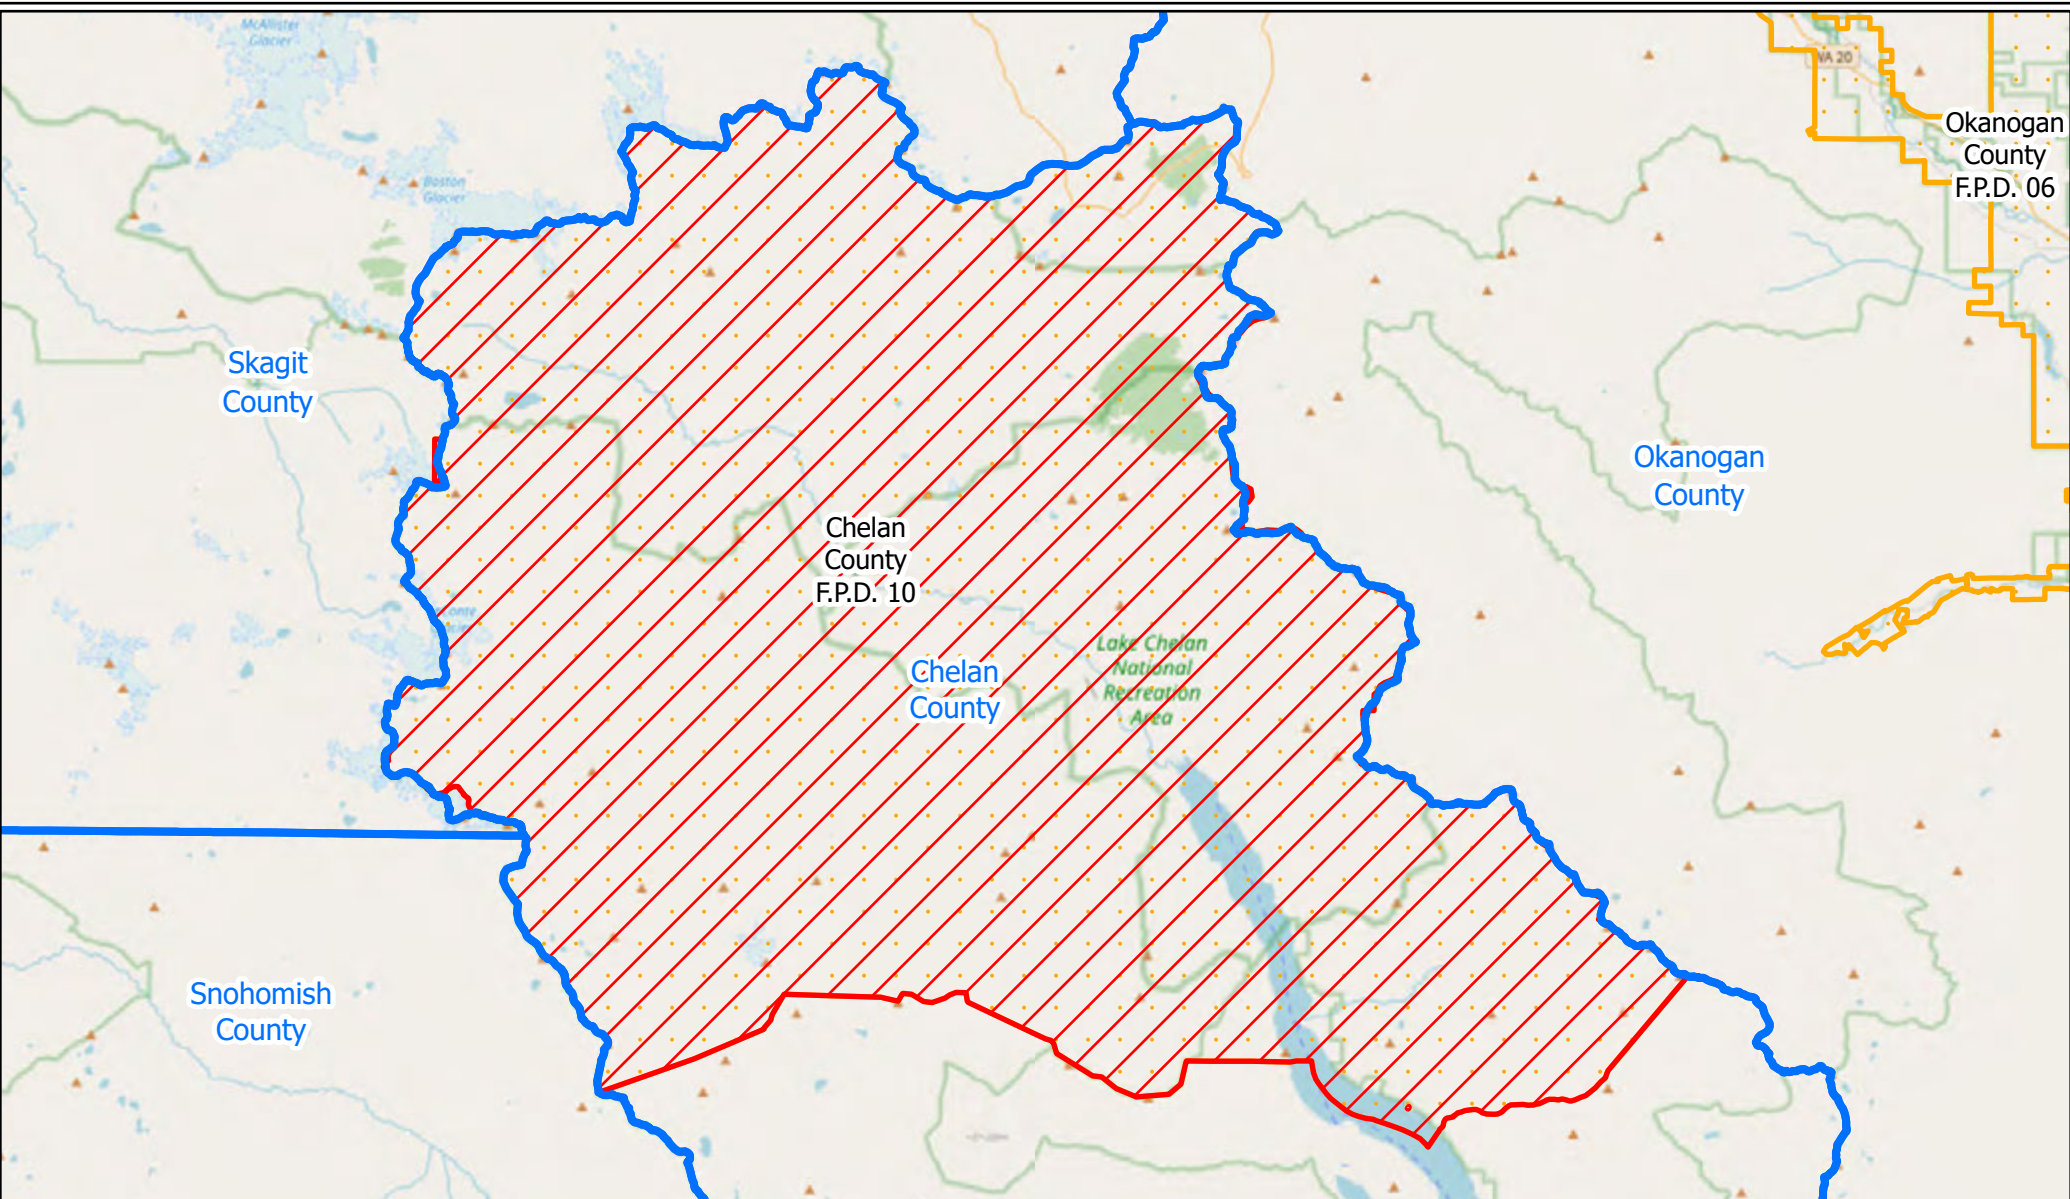 McAllister
Glacier
WA 20
Okanogan
County
F.P.D. 06
Boston
Glacier
Skagit
County
Okanogan
County
Chelan
County
F.P.D. 10
Lake Chelan
National
Recreation
Area
Chelan
County
Snohomish
County